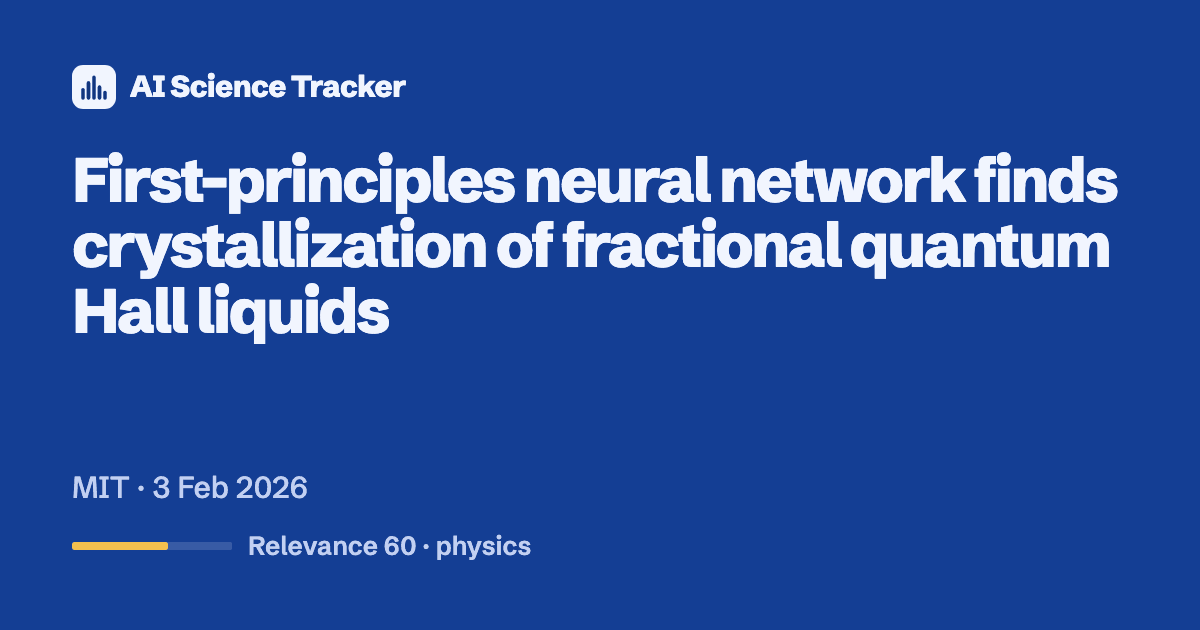 AI Science Tracker
First-principles neural network finds
crystallization of fractional quantum
Hall liquids
MIT · 3 Feb 2026
Relevance 60 · physics